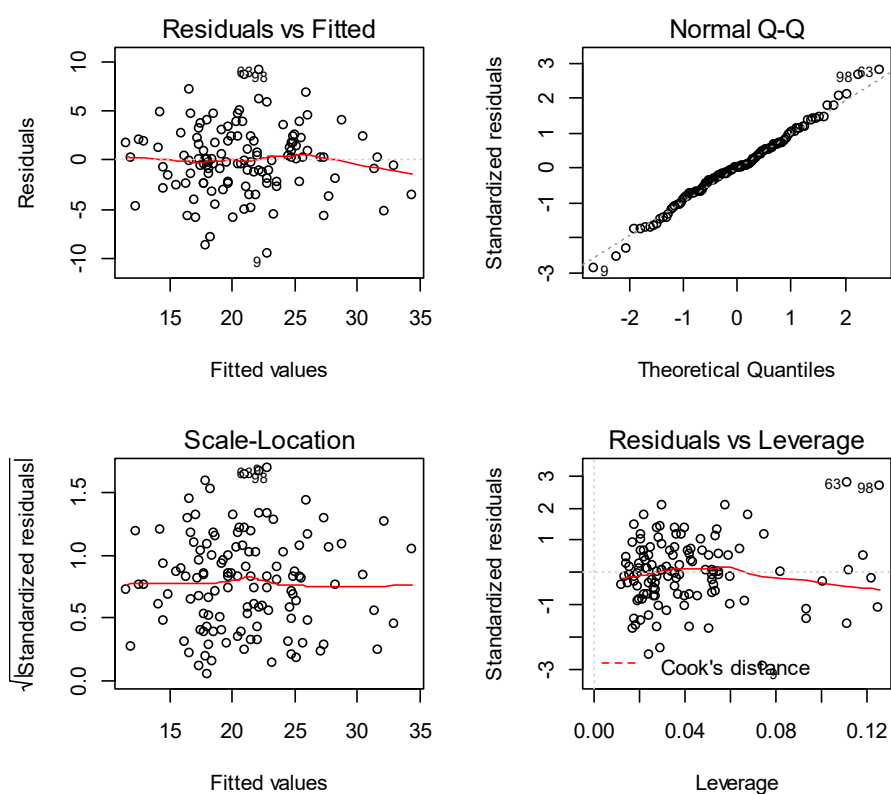 Residuals vs Fitted
Residuals
10
5
0
-5
-10
63
98
9
15 20 25 30 35
Fitted values
Normal Q-Q
Standardized residuals
3
2
1
0
-1
-3
98
63
9
-2 -1 0 1 2
Theoretical Quantiles
Scale-Location
√|Standardized residuals|
1.5
1.0
0.5
0.0
63
98
15 20 25 30 35
Fitted values
Residuals vs Leverage
Standardized residuals
3
1
0
-1
-3
63
98
9
Cook's distance
0.00 0.04 0.08 0.12
Leverage